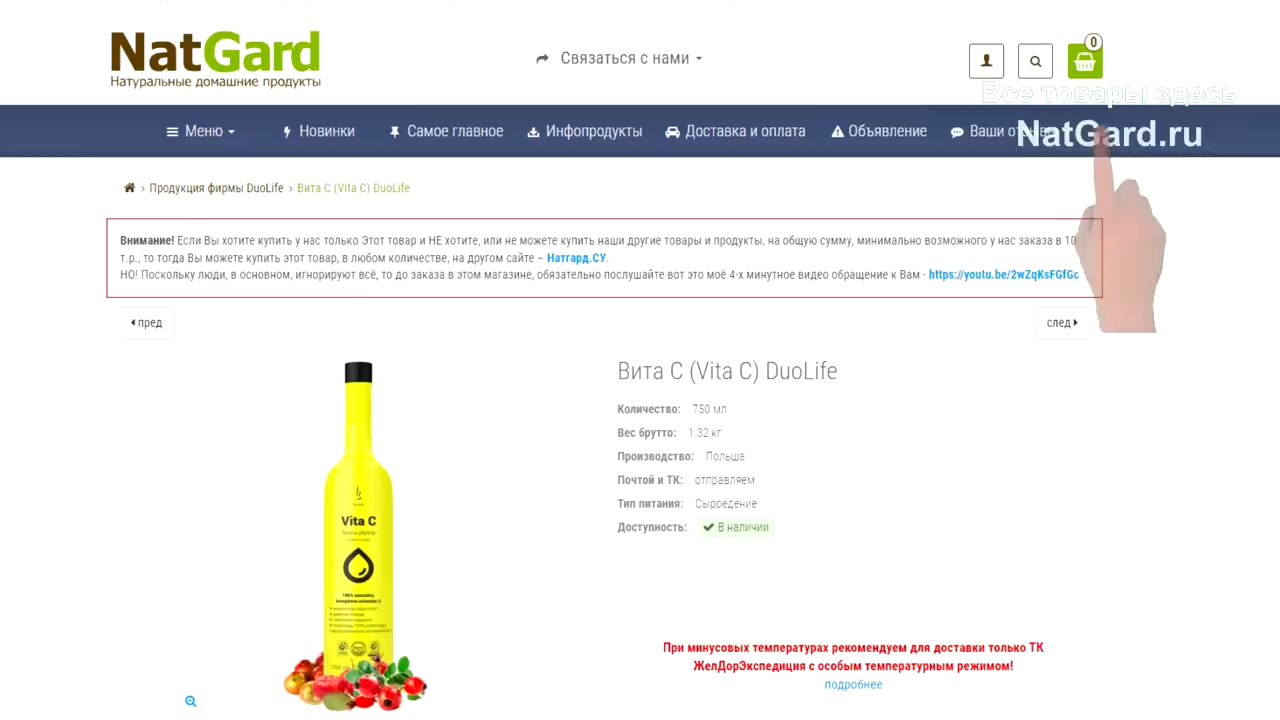 NatGard
Натуральные домашние продукты
Связаться с нами
0
Все товары здесь
NatGard.ru
Меню
Новинки
Самое главное
Инфопродукты
Доставка и оплата
Объявление
Ваши
Продукция фирмы DuoLife
Вита С (Vita C) DuoLife
Внимание! Если Вы хотите купить у нас только Этот товар и НЕ хотите, или не можете купить наши другие товары и продукты, на общую сумму, минимально возможного у нас заказа в 10
т.р., то тогда Вы можете купить этот товар, в любом количестве, на другом сайте – Натгард.СУ.
НО! Поскольку люди, в основном, игнорируют всё, то до заказа в этом магазине, обязательно послушайте вот это моё 4-х минутное видео обращение к Вам - https://youtu.be/2wZqKsFGfGc
пред
след
Вита С (Vita C) DuoLife
Количество: 750 мл
Вес брутто: 1.32 кг
Производство: Польша
Почтой и ТК: отправляем
Тип питания: Сыроедение
Доступность: В наличии
Vita C
При минусовых температурах рекомендуем для доставки только ТК
ЖелДорЭкспедиция с особым температурным режимом!
подробнее